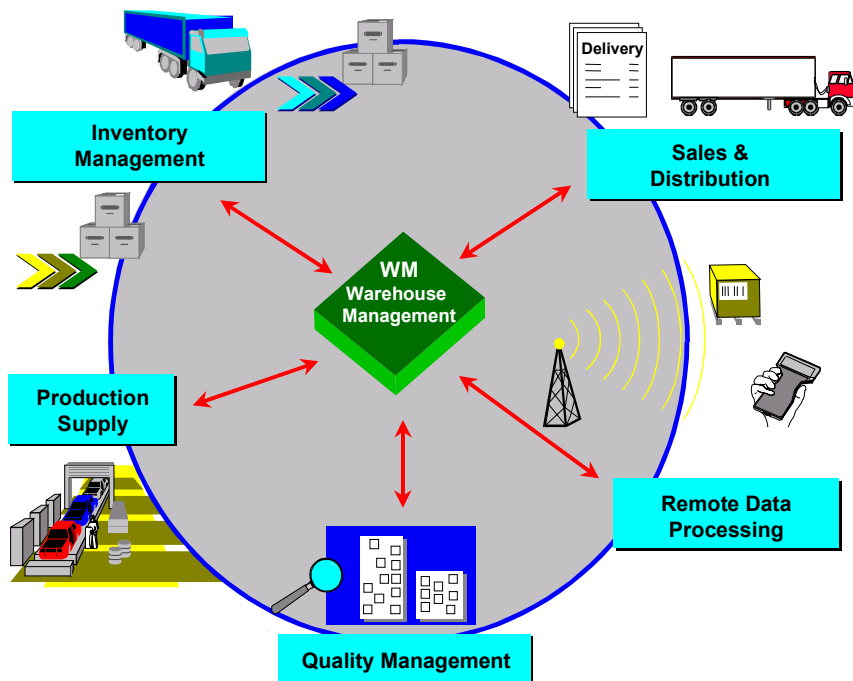 Delivery
Inventory
Management
Sales &
Distribution
WM
Warehouse
Management
Production
Supply
Remote Data
Processing
Quality Management